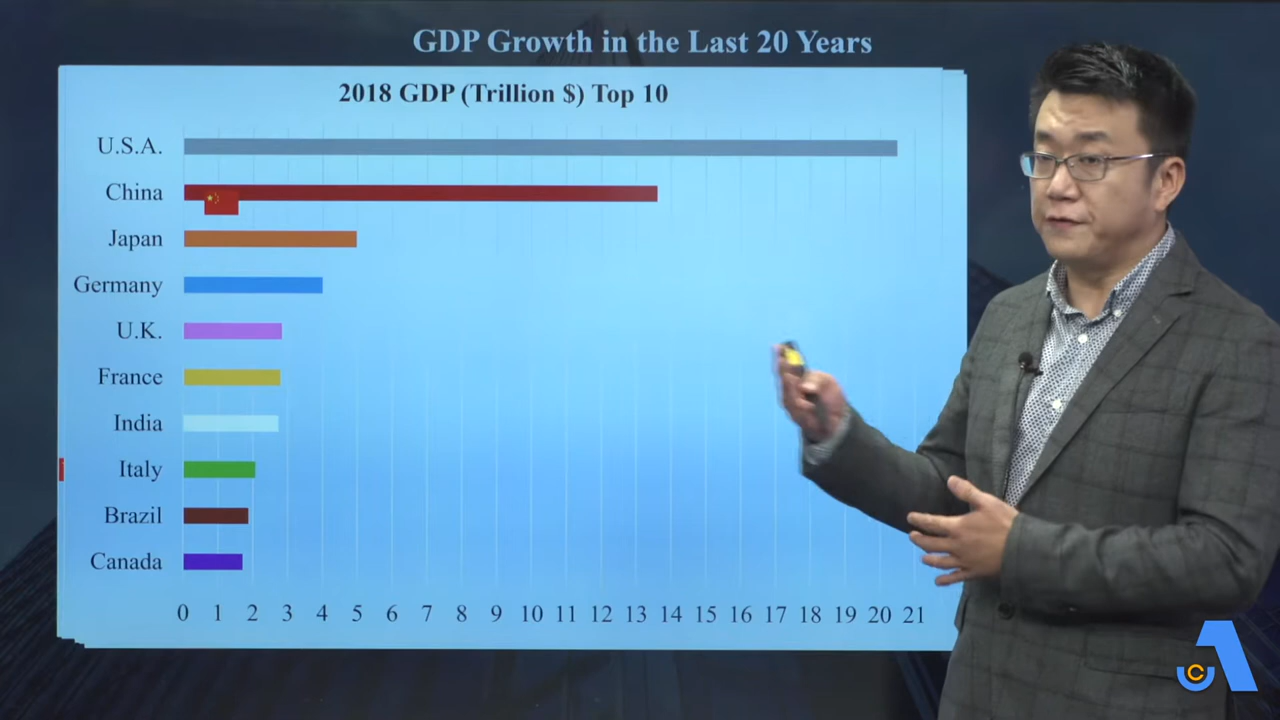 GDP Growth in the Last 20 Years
2018 GDP (Trillion $) Top 10
U.S.A.
China
Japan
Germany
U.K.
France
India
Italy
Brazil
Canada
0 1 2 3 4 5 6 7 8 9 10 11 12 13 14 15 16 17 18 19 20 21
C